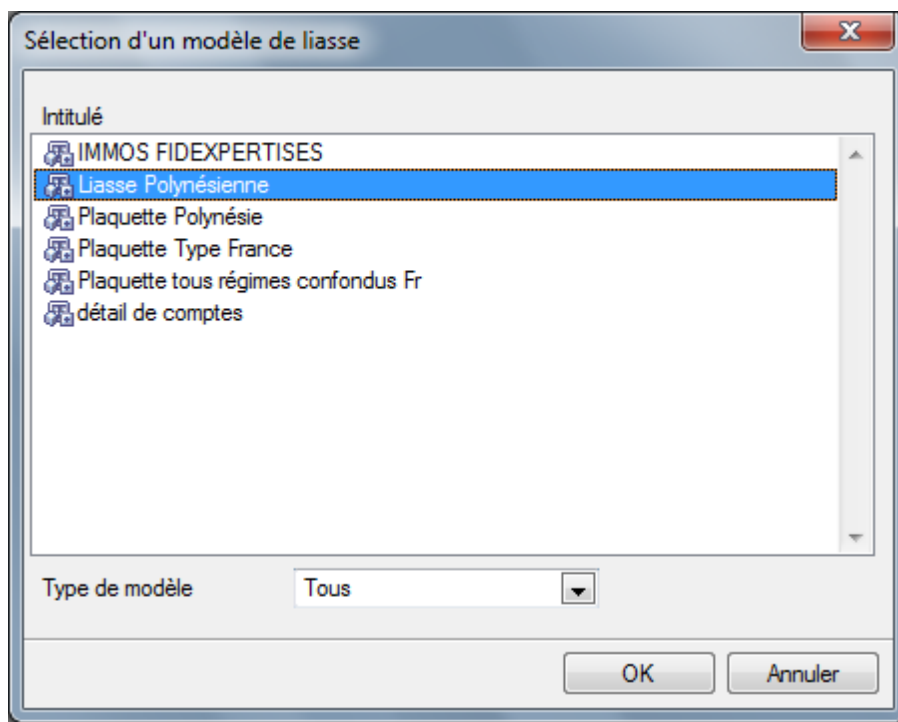 Sélection d'un modèle de liasse
Intitulé
IMMOS FIDEXPERTISES
Liasse Polynésienne
Plaquette Polynésie
Plaquette Type France
Plaquette tous régimes confondus Fr
détail de comptes
Type de modèle Tous
OK Annuler